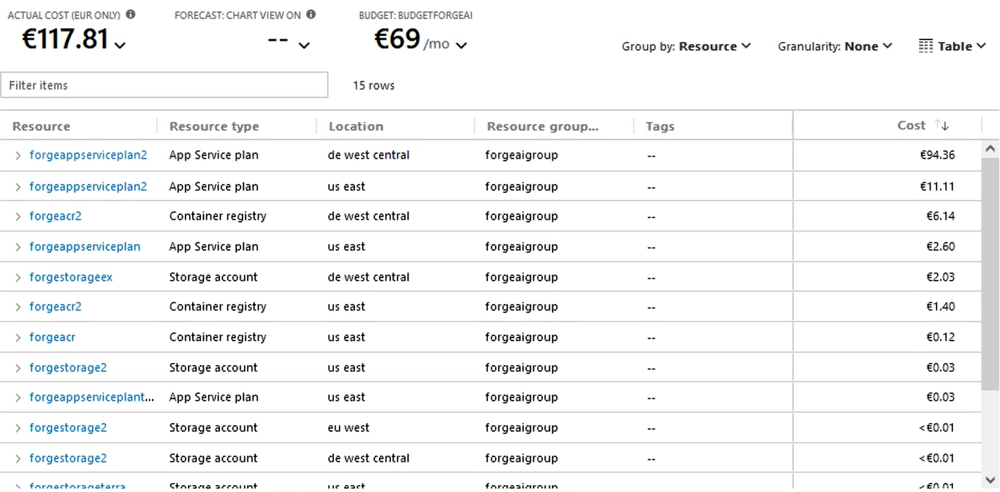 ACTUAL COST (EUR ONLY) FORECAST: CHART VIEW ON BUDGET: BUDGETFORGEAI
€117.81 -- €69 /mo
Group by: Resource Granularity: None Table
Filter items 15 rows
Resource Resource type Location Resource group... Tags Cost
forgeappserviceplan2 App Service plan de west central forgeaigroup -- €94.36
forgeappserviceplan2 App Service plan us east forgeaigroup -- €11.11
forgeacr2 Container registry de west central forgeaigroup -- €6.14
forgeappserviceplan App Service plan us east forgeaigroup -- €2.60
forgestorageex Storage account de west central forgeaigroup -- €2.03
forgeacr2 Container registry us east forgeaigroup -- €1.40
forgeacr Container registry us east forgeaigroup -- €0.12
forgestorage2 Storage account us east forgeaigroup -- €0.03
forgeappserviceplant... App Service plan us east forgeaigroup -- €0.03
forgestorage2 Storage account eu west forgeaigroup -- <€0.01
forgestorage2 Storage account de west central forgeaigroup -- <€0.01
forgestorageterra Storage account us east forgeaigroup -- <€0.01